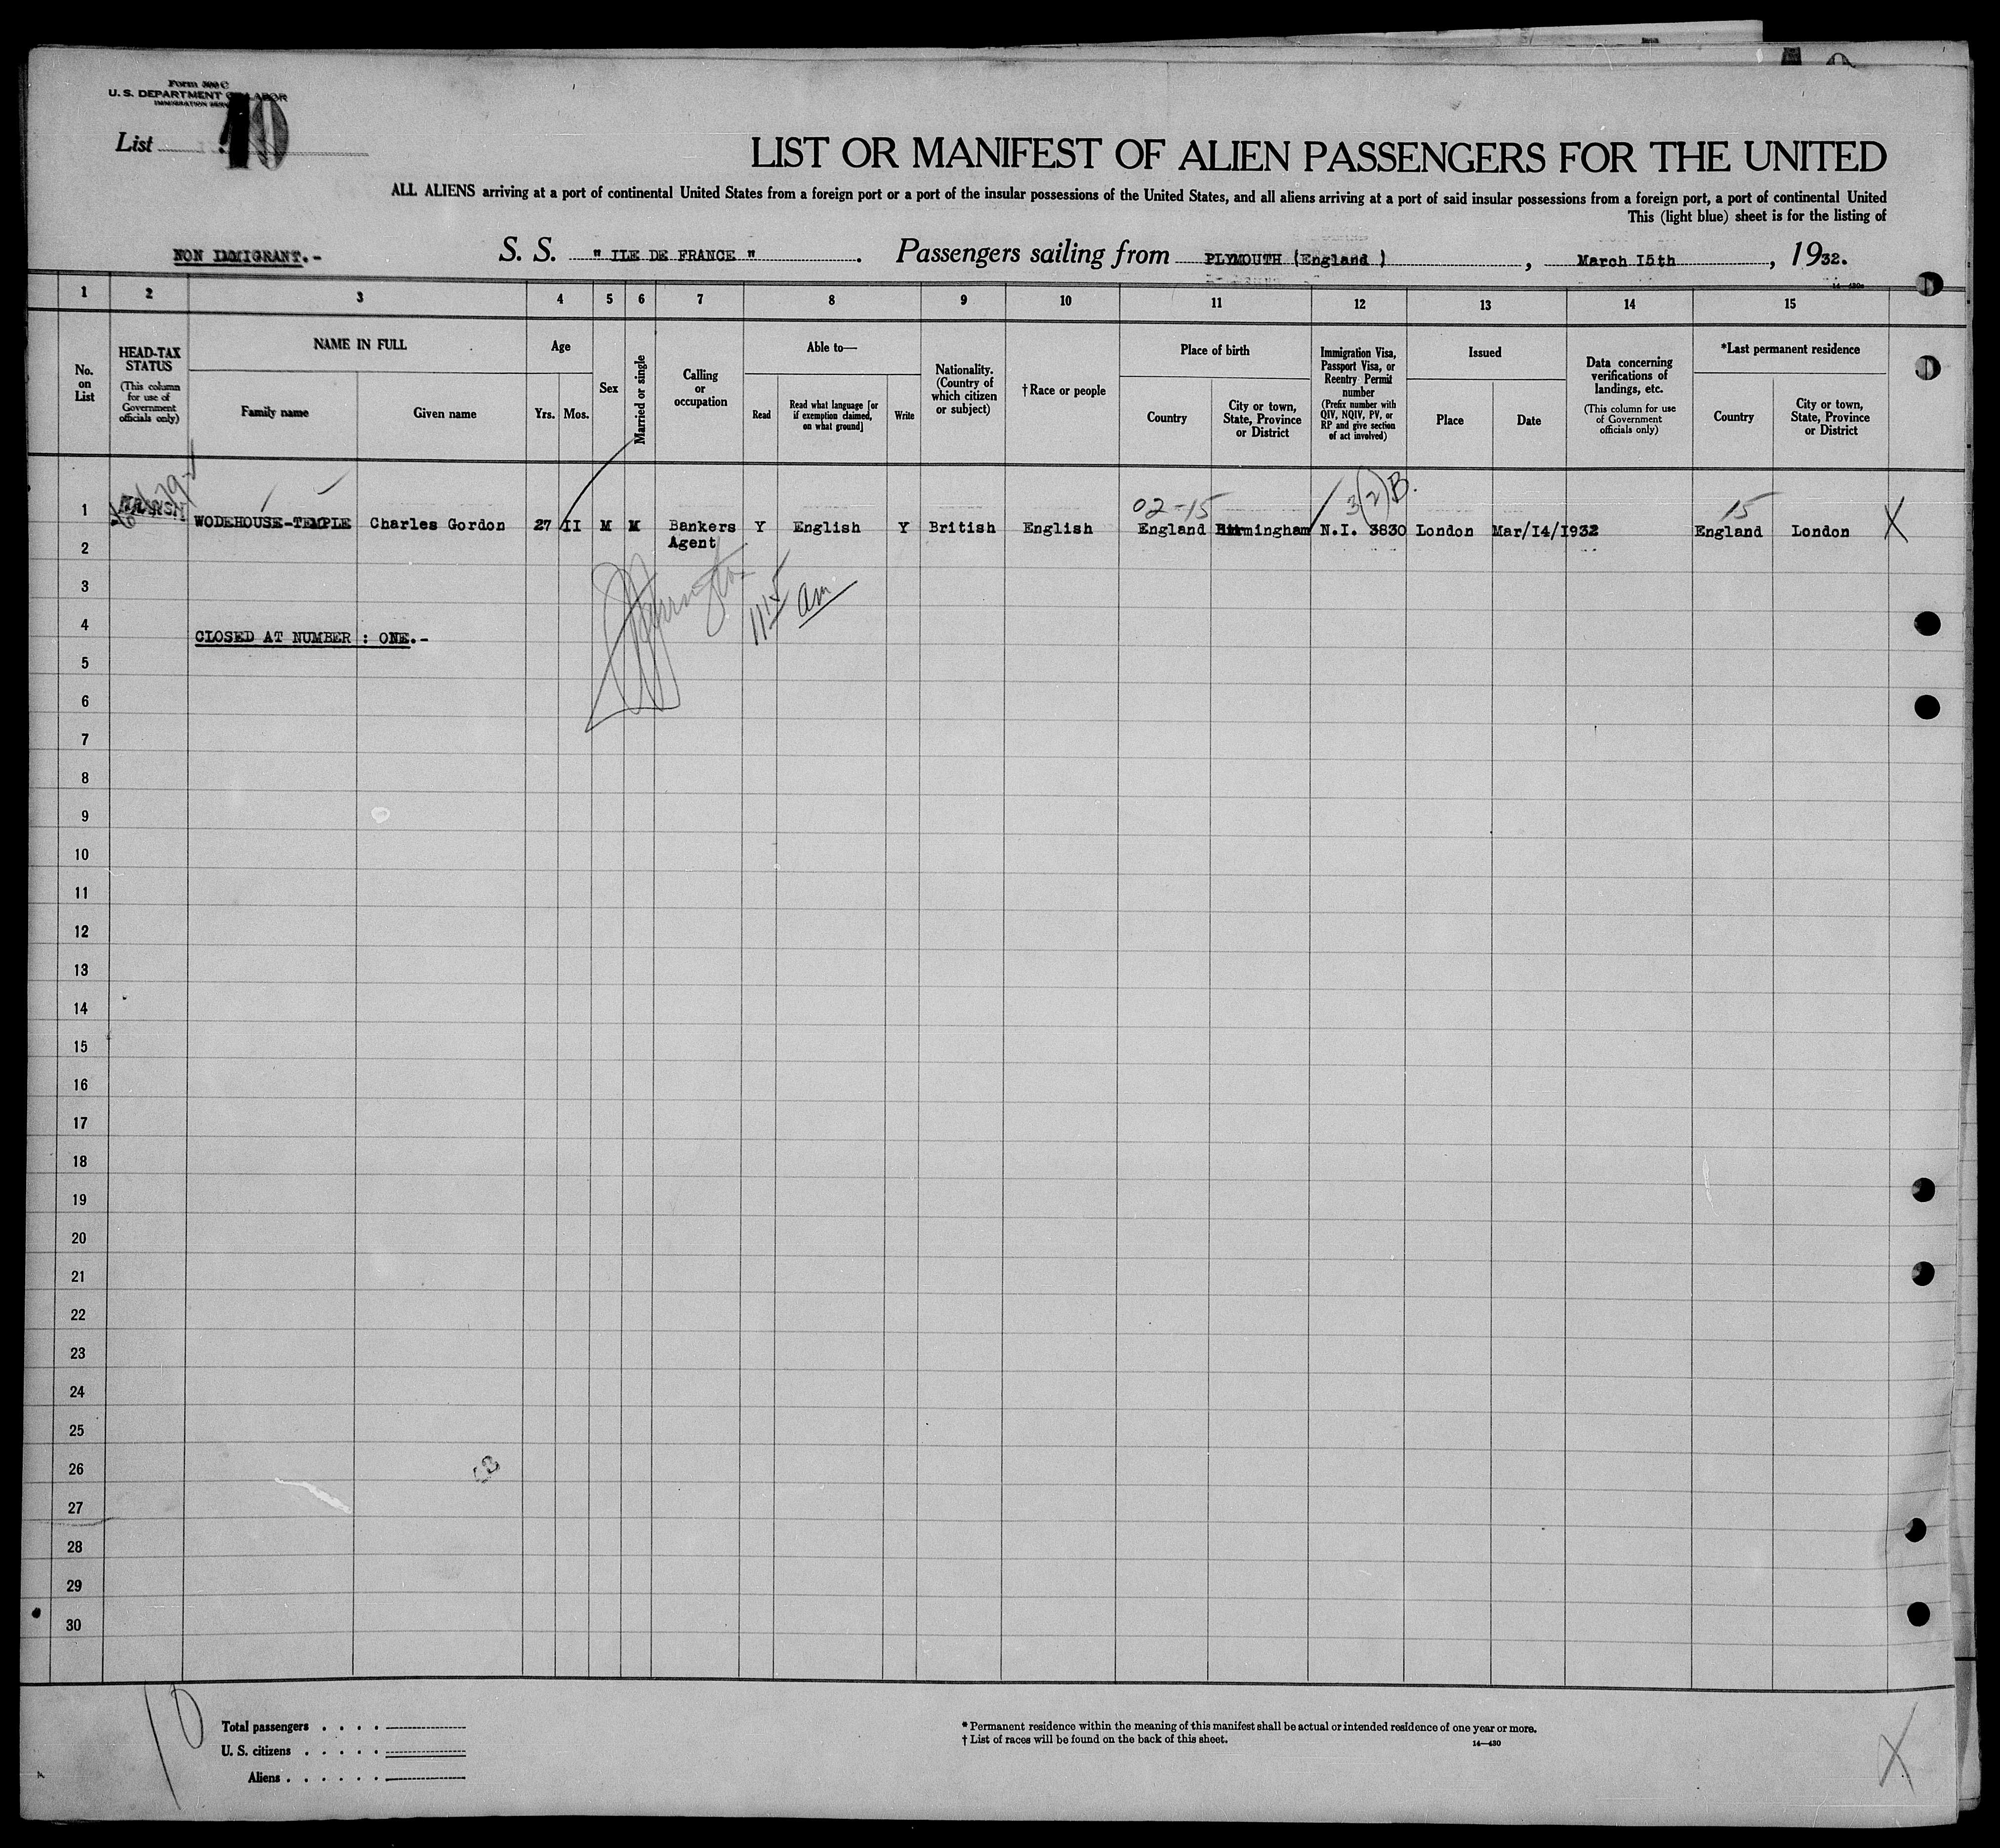 Form 500 C
U. S. DEPARTMENT OF LABOR
IMMIGRATION
List 10
LIST OR MANIFEST OF ALIEN PASSENGERS FOR THE UNITED
ALL ALIENS arriving at a port of continental United States from a foreign port or a port of the insular possessions of the United States, and all aliens arriving at a port of said insular possessions from a foreign port, a port of continental United
This (light blue) sheet is for the listing of
NON IMMIGRANT.- S. S. " ILE DE FRANCE " . Passengers sailing from PLYMOUTH (England ) , March I5th , 1932.
1 2 3 4 5 6 7 8 9 10 11 12 13 14 15
No. on List
HEAD-TAX STATUS
(This column for use of Government officials only)
NAME IN FULL
Family name
Given name
Age
Yrs.
Mos.
Sex
Married or single
Calling or occupation
Able to—
Read
Read what language [or if exemption claimed, on what ground]
Write
Nationality. (Country of which citizen or subject)
† Race or people
Place of birth
Country
City or town, State, Province or District
Immigration Visa, Passport Visa, or Reentry Permit number
(Prefix number with QIV, NQIV, PV, or RP and give section of act involved)
Issued
Place
Date
Data concerning verifications of landings, etc.
(This column for use of Government officials only)
*Last permanent residence
Country
City or town, State, Province or District
02-15 3(2)B. 15
1 WODEHOUSE-TEMPLE Charles Gordon 27 II M M Bankers Y English Y British English England Birmingham N.I. 3830 London Mar/I4/1932 England London X
Agent
2
3
11 15 am
4 CLOSED AT NUMBER : ONE.-
5
6
7
8
9
10
11
12
13
14
15
16
17
18
19
20
21
22
23
24
25
26
27
28
29
30
10
Total passengers . . . .
U. S. citizens . . . . .
Aliens . . . . . .
* Permanent residence within the meaning of this manifest shall be actual or intended residence of one year or more.
† List of races will be found on the back of this sheet.
14—430
X